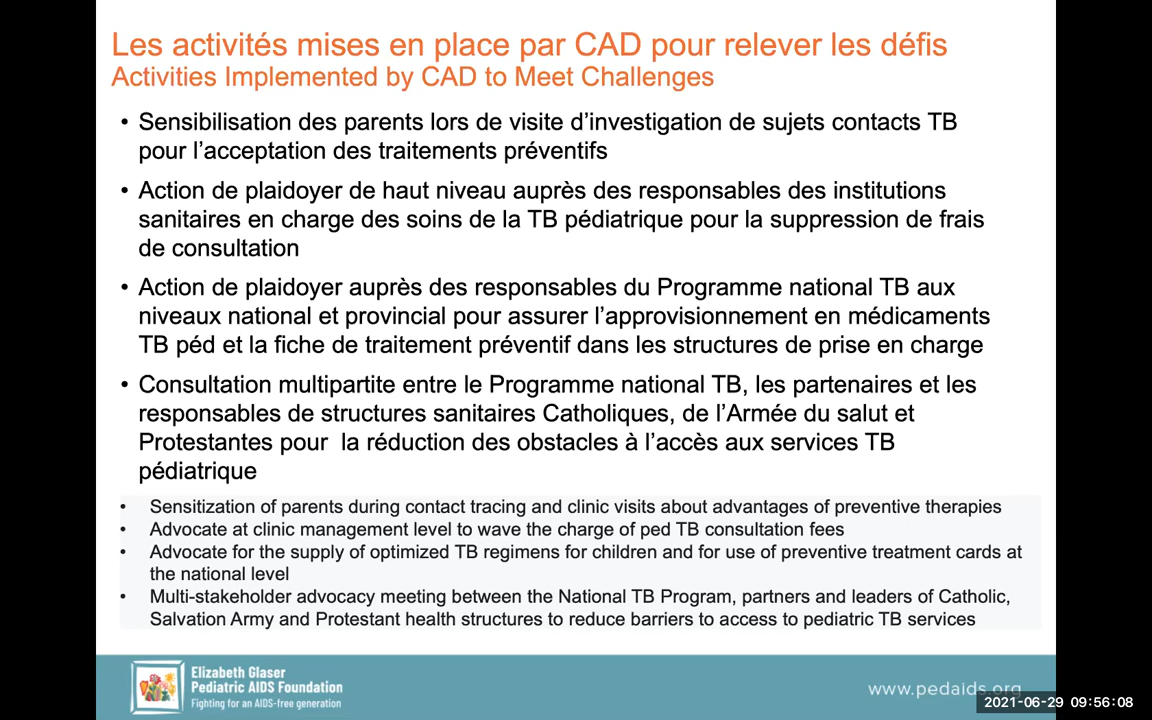 Les activités mises en place par CAD pour relever les défis
Activities Implemented by CAD to Meet Challenges
• Sensibilisation des parents lors de visite d’investigation de sujets contacts TB
pour l’acceptation des traitements préventifs
• Action de plaidoyer de haut niveau auprès des responsables des institutions
sanitaires en charge des soins de la TB pédiatrique pour la suppression de frais
de consultation
• Action de plaidoyer auprès des responsables du Programme national TB aux
niveaux national et provincial pour assurer l’approvisionnement en médicaments
TB péd et la fiche de traitement préventif dans les structures de prise en charge
• Consultation multipartite entre le Programme national TB, les partenaires et les
responsables de structures sanitaires Catholiques, de l’Armée du salut et
Protestantes pour  la réduction des obstacles à l’accès aux services TB
pédiatrique
• Sensitization of parents during contact tracing and clinic visits about advantages of preventive therapies
• Advocate at clinic management level to wave the charge of ped TB consultation fees
• Advocate for the supply of optimized TB regimens for children and for use of preventive treatment cards at
the national level
• Multi-stakeholder advocacy meeting between the National TB Program, partners and leaders of Catholic,
Salvation Army and Protestant health structures to reduce barriers to access to pediatric TB services
Elizabeth Glaser
Pediatric AIDS Foundation
Fighting for an AIDS-free generation
www.pedaids.org
2021-06-29 09:56:08